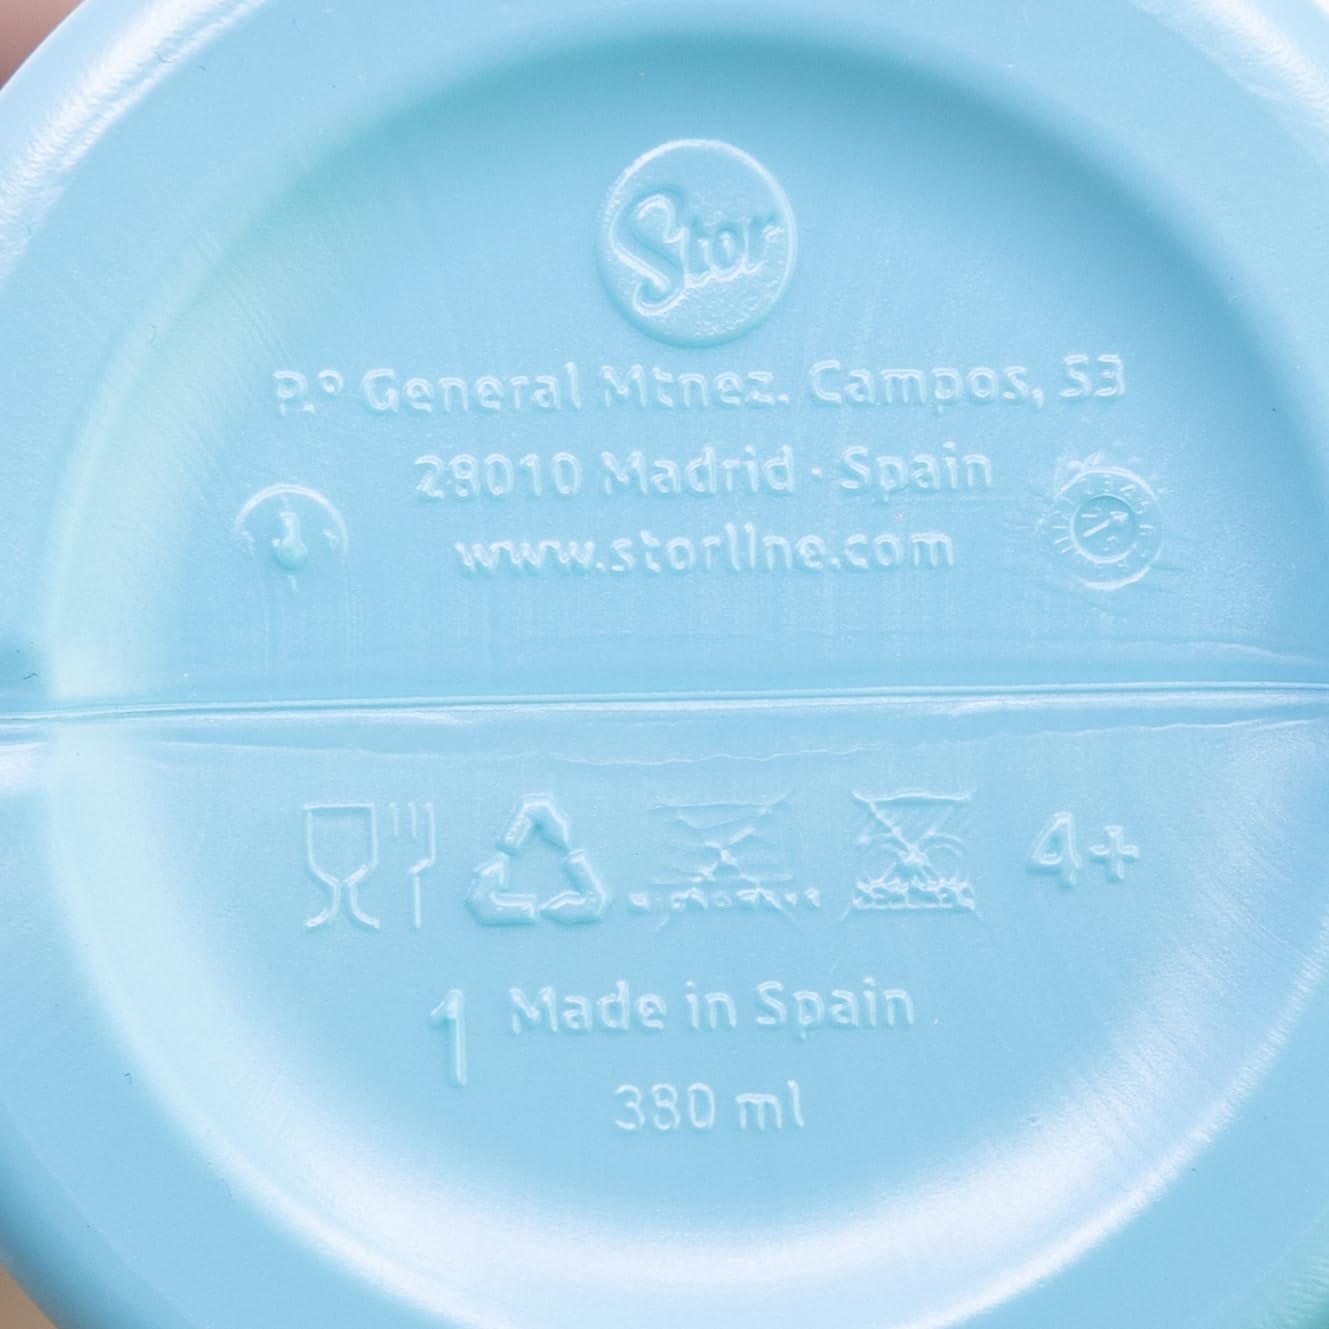 Stor
P.º General Mtnez. Campos, 53
28010 Madrid · Spain
www.storline.com
4+
1 Made in Spain
380 ml